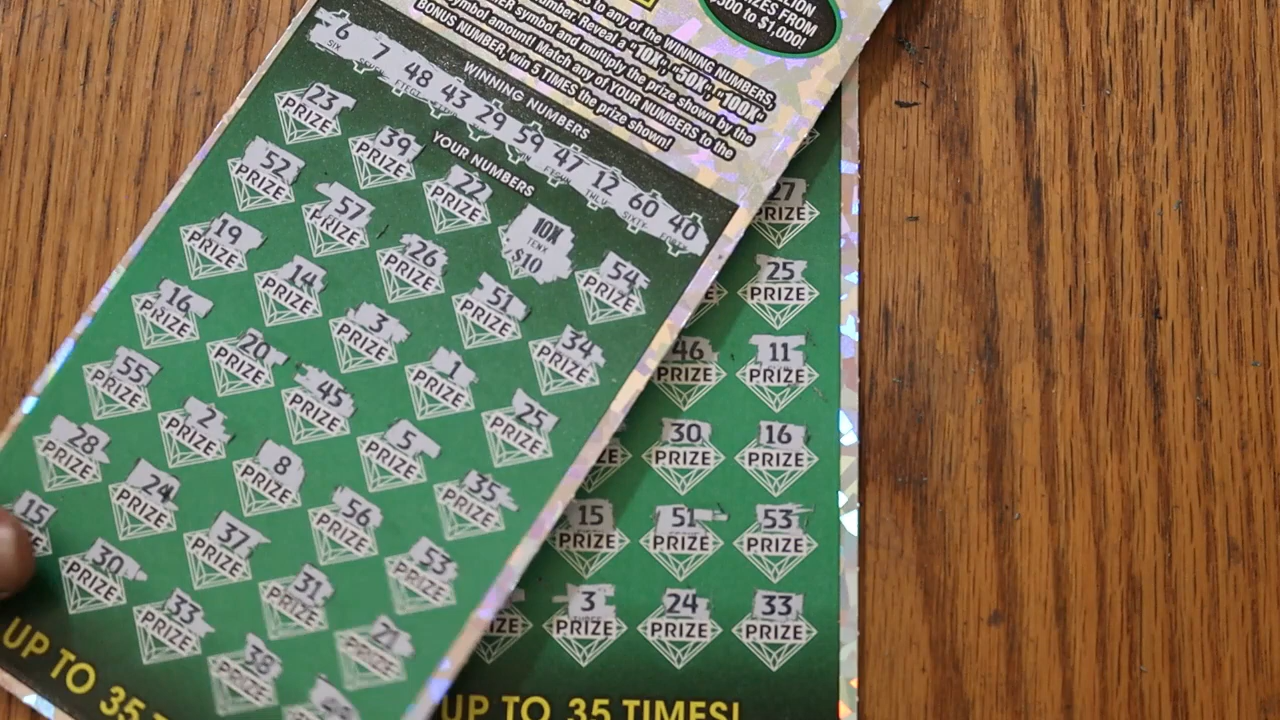 LLION
IZES FROM
$500 to $1,000!
to any of the WINNING NUMBERS,
number. Reveal a "10X", "50X", "100X"
HER symbol and multiply the prize shown by the
symbol amount! Match any of YOUR NUMBERS to the
BONUS NUMBER, win 5 TIMES the prize shown!
WINNING NUMBERS
6 7 48 43 29 59 47 12 60 40
SIX
SIXTY
YOUR NUMBERS
23 PRIZE
39 PRIZE
22 PRIZE
10X
TENX
$10
54 PRIZE
52 PRIZE
57 PRIZE
26 PRIZE
51 PRIZE
34 PRIZE
19 PRIZE
14 PRIZE
3 PRIZE
1 PRIZE
25 PRIZE
16 PRIZE
20 PRIZE
45 PRIZE
5 PRIZE
35 PRIZE
55 PRIZE
2 PRIZE
8 PRIZE
56 PRIZE
53 PRIZE
28 PRIZE
24 PRIZE
37 PRIZE
31 PRIZE
21 PRIZE
15
30 PRIZE
33 PRIZE
38 PRIZE
UP TO 35 T
27
PRIZE
25
PRIZE
46 11
PRIZE PRIZE
30 16
PRIZE PRIZE
15 51 53
PRIZE PRIZE PRIZE
3 24 33
PRIZE PRIZE PRIZE
UP TO 35 TIMES!